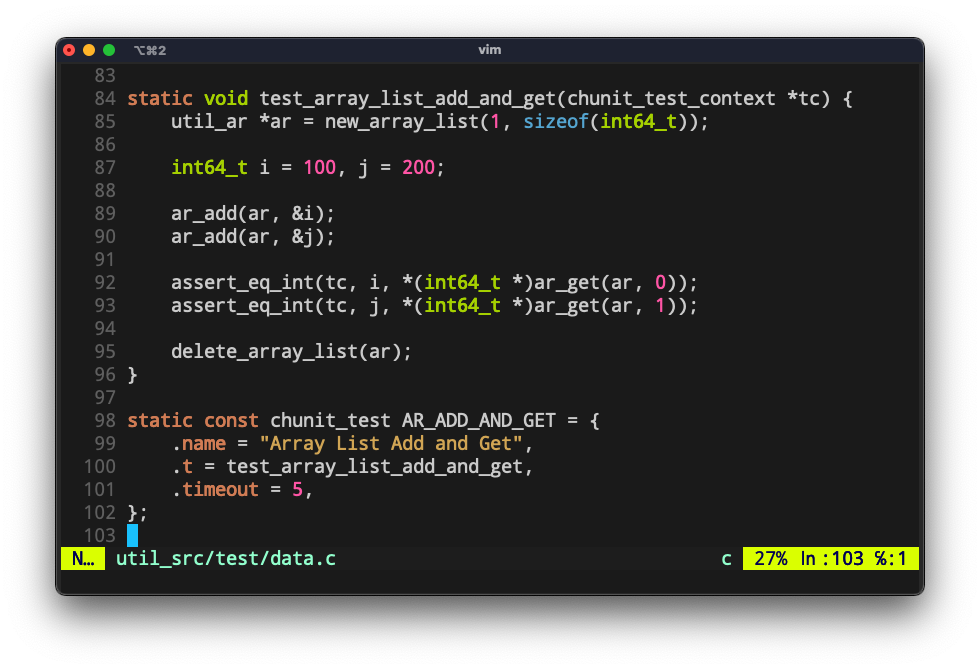 ⌥⌘2 vim
83
84 static void test_array_list_add_and_get(chunit_test_context *tc) {
85     util_ar *ar = new_array_list(1, sizeof(int64_t));
86
87     int64_t i = 100, j = 200;
88
89     ar_add(ar, &i);
90     ar_add(ar, &j);
91
92     assert_eq_int(tc, i, *(int64_t *)ar_get(ar, 0));
93     assert_eq_int(tc, j, *(int64_t *)ar_get(ar, 1));
94
95     delete_array_list(ar);
96 }
97
98 static const chunit_test AR_ADD_AND_GET = {
99     .name = "Array List Add and Get",
100     .t = test_array_list_add_and_get,
101     .timeout = 5,
102 };
103
N… util_src/test/data.c c 27% ㏑:103 ℅:1